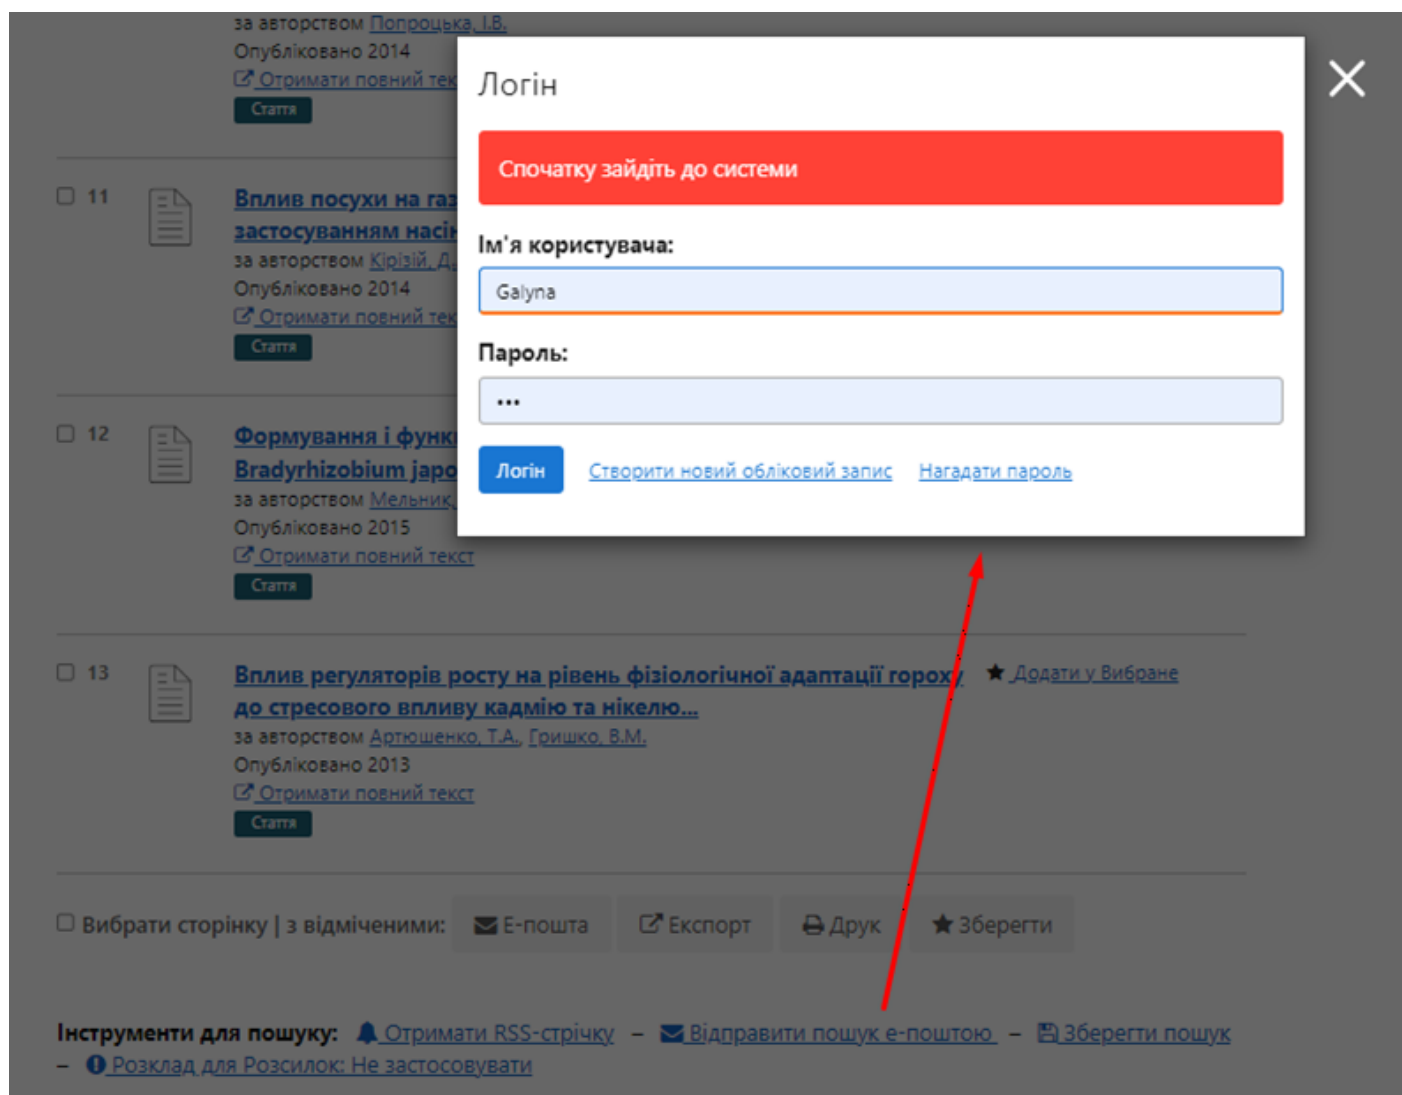 за авторством Попроцька, І.В.
Опубліковано 2014
Отримати повний тек
Стаття
Логін
Спочатку зайдіть до системи
Ім'я користувача:
Galyna
Пароль:
•••
Логін Створити новий обліковий запис Нагадати пароль
11 Вплив посухи на газ
застосуванням насін
за авторством Кірізій, Д.
Опубліковано 2014
Отримати повний тек
Стаття
12 Формування і функ
Bradyrhizobium japo
за авторством Мельник,
Опубліковано 2015
Отримати повний текст
Стаття
13 Вплив регуляторів росту на рівень фізіологічної адаптації гороху Додати у Вибране
до стресового впливу кадмію та нікелю...
за авторством Артюшенко, Т.А., Гришко, В.М.
Опубліковано 2013
Отримати повний текст
Стаття
Вибрати сторінку | з відміченими: Е-пошта Експорт Друк Зберегти
Інструменти для пошуку: Отримати RSS-стрічку – Відправити пошук е-поштою – Зберегти пошук
– Розклад для Розсилок: Не застосовувати